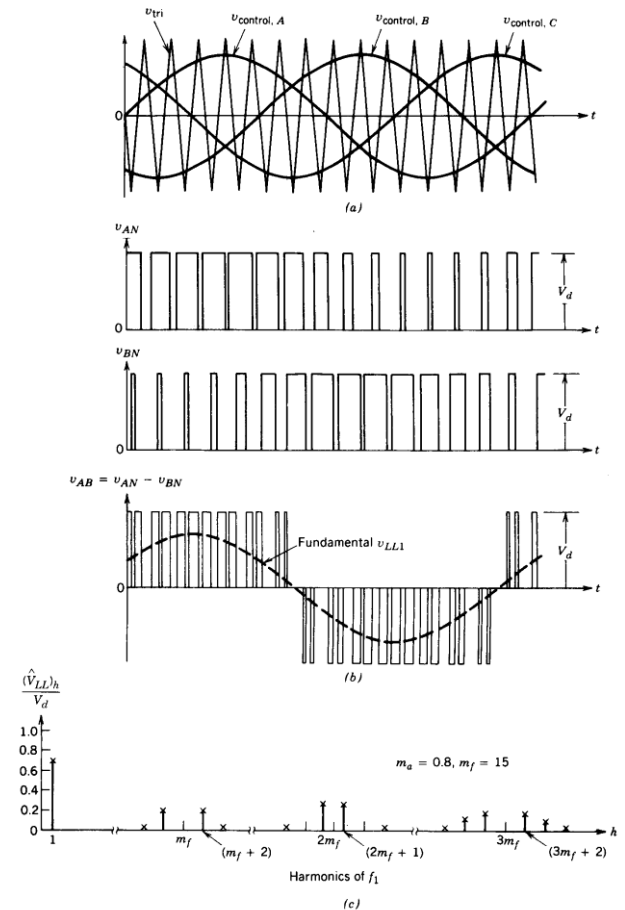 v_tri
v_control, A
v_control, B
v_control, C
0
t
(a)
v_AN
0
V_d
t
v_BN
0
V_d
t
v_AB = v_AN − v_BN
Fundamental v_LL1
V_d
0
t
(b)
(V̂_LL)_h / V_d
1.0
0.8
0.6
0.4
0.2
0
m_a = 0.8, m_f = 15
1
m_f
(m_f + 2)
2m_f
(2m_f + 1)
3m_f
(3m_f + 2)
h
Harmonics of f_1
(c)